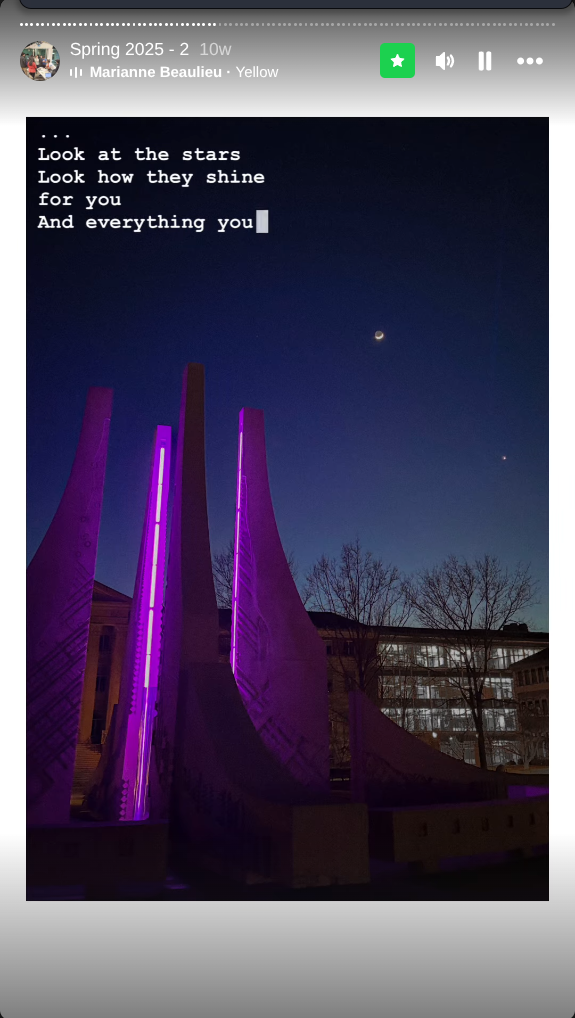 Spring 2025 - 2 10w
Marianne Beaulieu · Yellow
...
Look at the stars
Look how they shine
for you
And everything you